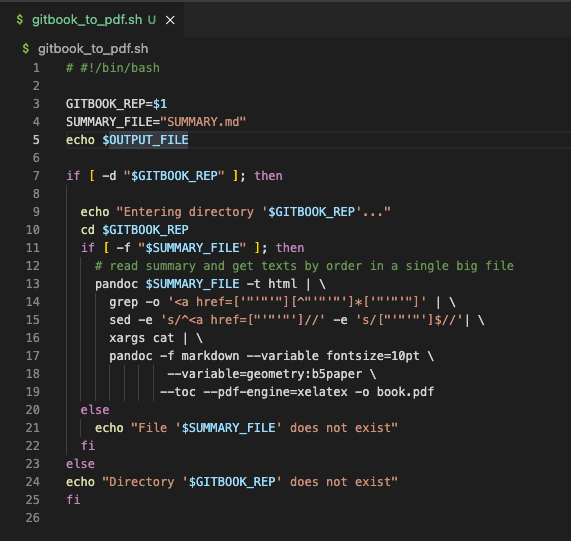 $ gitbook_to_pdf.sh U ×
$ gitbook_to_pdf.sh
1 # #!/bin/bash
2
3 GITBOOK_REP=$1
4 SUMMARY_FILE="SUMMARY.md"
5 echo $OUTPUT_FILE
6
7 if [ -d "$GITBOOK_REP" ]; then
8
9   echo "Entering directory '$GITBOOK_REP'..."
10   cd $GITBOOK_REP
11   if [ -f "$SUMMARY_FILE" ]; then
12     # read summary and get texts by order in a single big file
13     pandoc $SUMMARY_FILE -t html | \
14       grep -o '<a href=['"'"'"][^"'"'"']*['"'"'"]' | \
15       sed -e 's/^<a href=["'"'"']//' -e 's/["'"'"']$//'| \
16       xargs cat | \
17       pandoc -f markdown --variable fontsize=10pt \
18               --variable=geometry:b5paper \
19              --toc --pdf-engine=xelatex -o book.pdf
20   else
21     echo "File '$SUMMARY_FILE' does not exist"
22   fi
23 else
24 echo "Directory '$GITBOOK_REP' does not exist"
25 fi
26